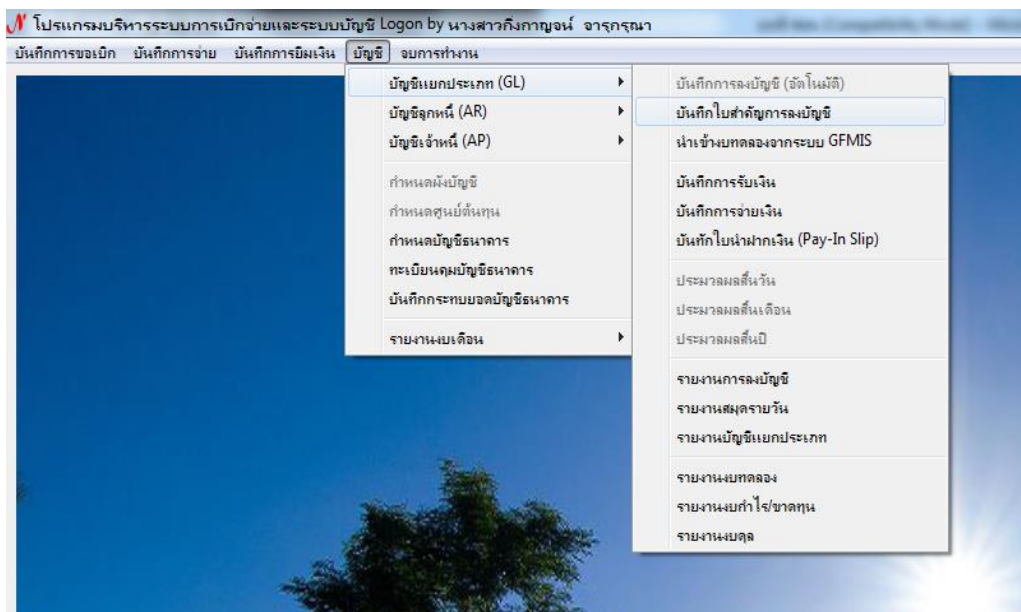 โปรแกรมบริหารระบบการเบิกจ่ายและระบบบัญชี Logon by นางสาวกิ่งกาญจน์ จารุกรุณา
บันทึกการขอเบิก บันทึกการจ่าย บันทึกการยืมเงิน บัญชี จบการทำงาน
บัญชีแยกประเภท (GL)
บัญชีลูกหนี้ (AR)
บัญชีเจ้าหนี้ (AP)
กำหนดผังบัญชี
กำหนดศูนย์ต้นทุน
กำหนดบัญชีธนาคาร
ทะเบียนคุมบัญชีธนาคาร
บันทึกกระทบยอดบัญชีธนาคาร
รายงานงบเดือน
บันทึกการลงบัญชี (อัตโนมัติ)
บันทึกใบสำคัญการลงบัญชี
นำเข้างบทดลองจากระบบ GFMIS
บันทึกการรับเงิน
บันทึกการจ่ายเงิน
บันทักใบนำฝากเงิน (Pay-In Slip)
ประมวลผลสิ้นวัน
ประมวลผลสิ้นเดือน
ประมวลผลสิ้นปี
รายงานการลงบัญชี
รายงานสมุดรายวัน
รายงานบัญชีแยกประเภท
รายงานงบทดลอง
รายงานงบกำไร/ขาดทุน
รายงานงบดุล